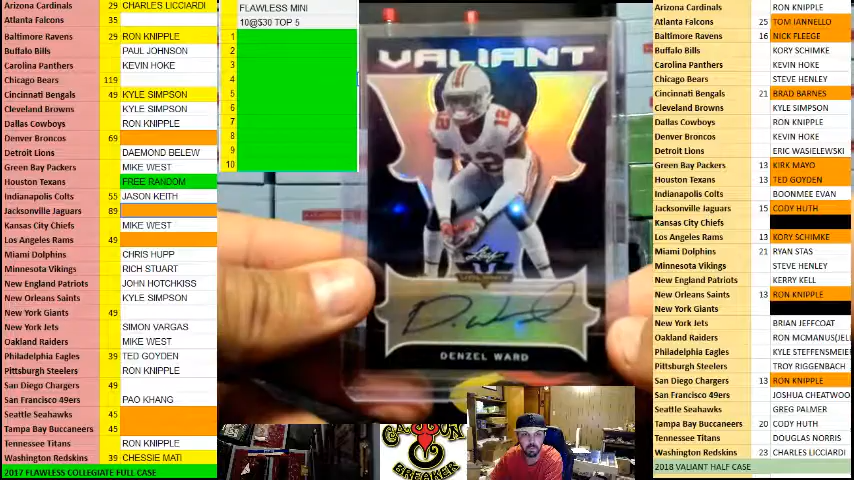 Arizona Cardinals 29 CHARLES LICCIARDI
Atlanta Falcons 35
Baltimore Ravens 29 RON KNIPPLE
Buffalo Bills PAUL JOHNSON
Carolina Panthers KEVIN HOKE
Chicago Bears 119
Cincinnati Bengals 49 KYLE SIMPSON
Cleveland Browns KYLE SIMPSON
Dallas Cowboys RON KNIPPLE
Denver Broncos 69
Detroit Lions DAEMOND BELEW
Green Bay Packers MIKE WEST
Houston Texans FREE RANDOM
Indianapolis Colts 55 JASON KEITH
Jacksonville Jaguars 89
Kansas City Chiefs MIKE WEST
Los Angeles Rams 49
Miami Dolphins CHRIS HUPP
Minnesota Vikings RICH STUART
New England Patriots JOHN HOTCHKISS
New Orleans Saints KYLE SIMPSON
New York Giants 49
New York Jets SIMON VARGAS
Oakland Raiders MIKE WEST
Philadelphia Eagles 39 TED GOYDEN
Pittsburgh Steelers RON KNIPPLE
San Diego Chargers 49
San Francisco 49ers PAO KHANG
Seattle Seahawks 45
Tampa Bay Buccaneers 45
Tennessee Titans RON KNIPPLE
Washington Redskins 39 CHESSIE MATI
2017 FLAWLESS COLLEGIATE FULL CASE
FLAWLESS MINI
10@$30 TOP 5
1
2
3
4
5
6
7
8
9
10
VALIANT
12
Leaf
VALIANT
D. Ward
DENZEL WARD
BREAKER
Arizona Cardinals RON KNIPPLE
Atlanta Falcons 25 TOM IANNELLO
Baltimore Ravens 16 NICK FLEEGE
Buffalo Bills KORY SCHIMKE
Carolina Panthers KEVIN HOKE
Chicago Bears STEVE HENLEY
Cincinnati Bengals 21 BRAD BARNES
Cleveland Browns KYLE SIMPSON
Dallas Cowboys RON KNIPPLE
Denver Broncos KEVIN HOKE
Detroit Lions ERIC WASIELEWSKI
Green Bay Packers 13 KIRK MAYO
Houston Texans 13 TED GOYDEN
Indianapolis Colts BOONMEE EVAN
Jacksonville Jaguars 15 CODY HUTH
Kansas City Chiefs
Los Angeles Rams 13 KORY SCHIMKE
Miami Dolphins 21 RYAN STAS
Minnesota Vikings STEVE HENLEY
New England Patriots KERRY KELL
New Orleans Saints 13 RON KNIPPLE
New York Giants
New York Jets BRIAN JEFFCOAT
Oakland Raiders RON MCMANUS(JEL
Philadelphia Eagles KYLE STEFFENSMEIE
Pittsburgh Steelers TROY RIGGENBACH
San Diego Chargers 13 RON KNIPPLE
San Francisco 49ers JOSHUA CHEATWOO
Seattle Seahawks GREG PALMER
Tampa Bay Buccaneers 20 CODY HUTH
Tennessee Titans DOUGLAS NORRIS
Washington Redskins 23 CHARLES LICCIARDI
2018 VALIANT HALF CASE